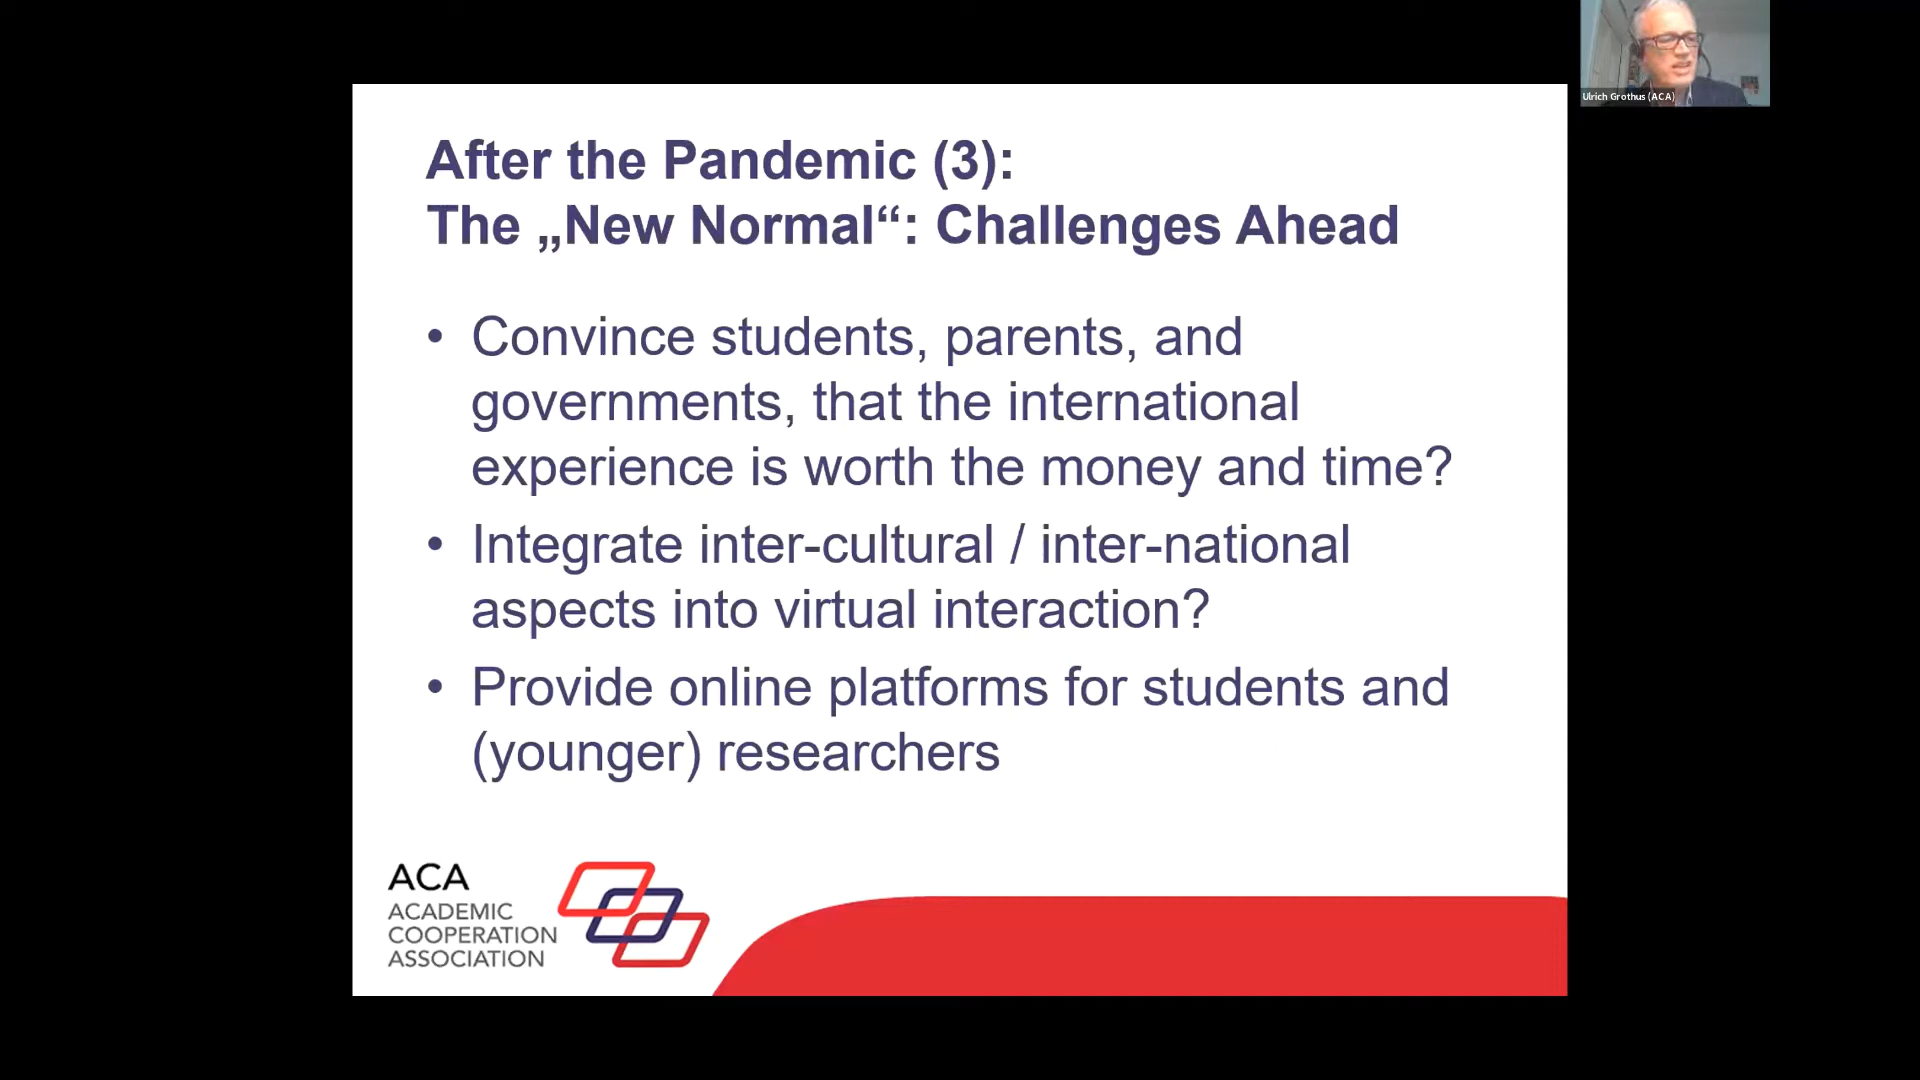 Ulrich Grothus (ACA)
After the Pandemic (3):
The „New Normal“: Challenges Ahead
• Convince students, parents, and
governments, that the international
experience is worth the money and time?
• Integrate inter-cultural / inter-national
aspects into virtual interaction?
• Provide online platforms for students and
(younger) researchers
ACA
ACADEMIC
COOPERATION
ASSOCIATION